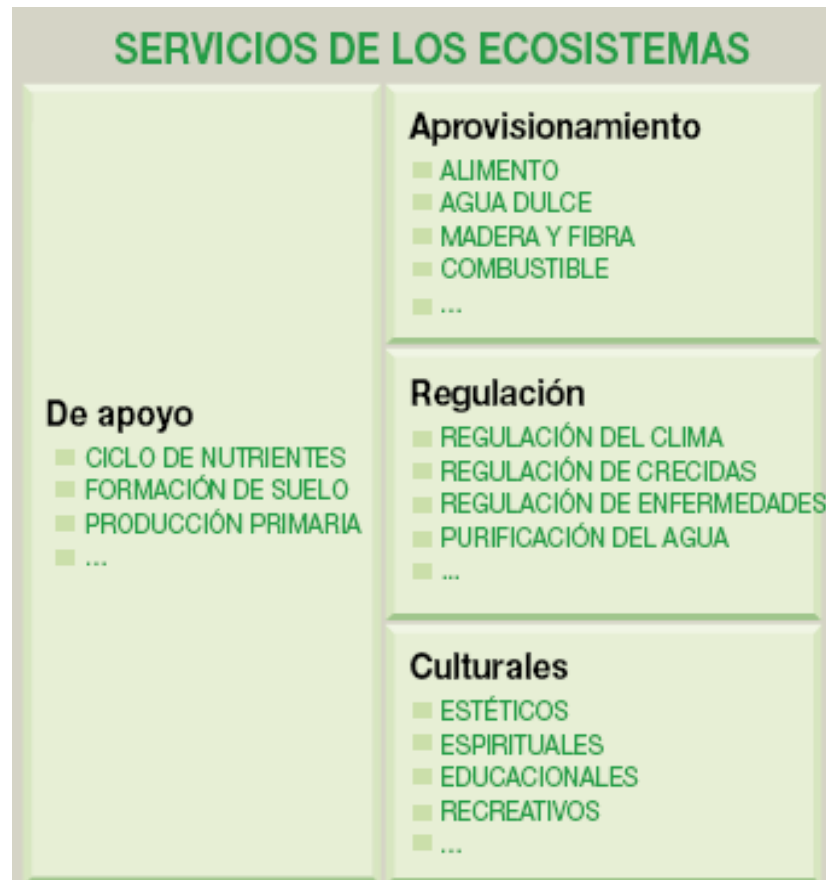 SERVICIOS DE LOS ECOSISTEMAS
De apoyo
CICLO DE NUTRIENTES
FORMACIÓN DE SUELO
PRODUCCIÓN PRIMARIA
...
Aprovisionamiento
ALIMENTO
AGUA DULCE
MADERA Y FIBRA
COMBUSTIBLE
...
Regulación
REGULACIÓN DEL CLIMA
REGULACIÓN DE CRECIDAS
REGULACIÓN DE ENFERMEDADES
PURIFICACIÓN DEL AGUA
...
Culturales
ESTÉTICOS
ESPIRITUALES
EDUCACIONALES
RECREATIVOS
...